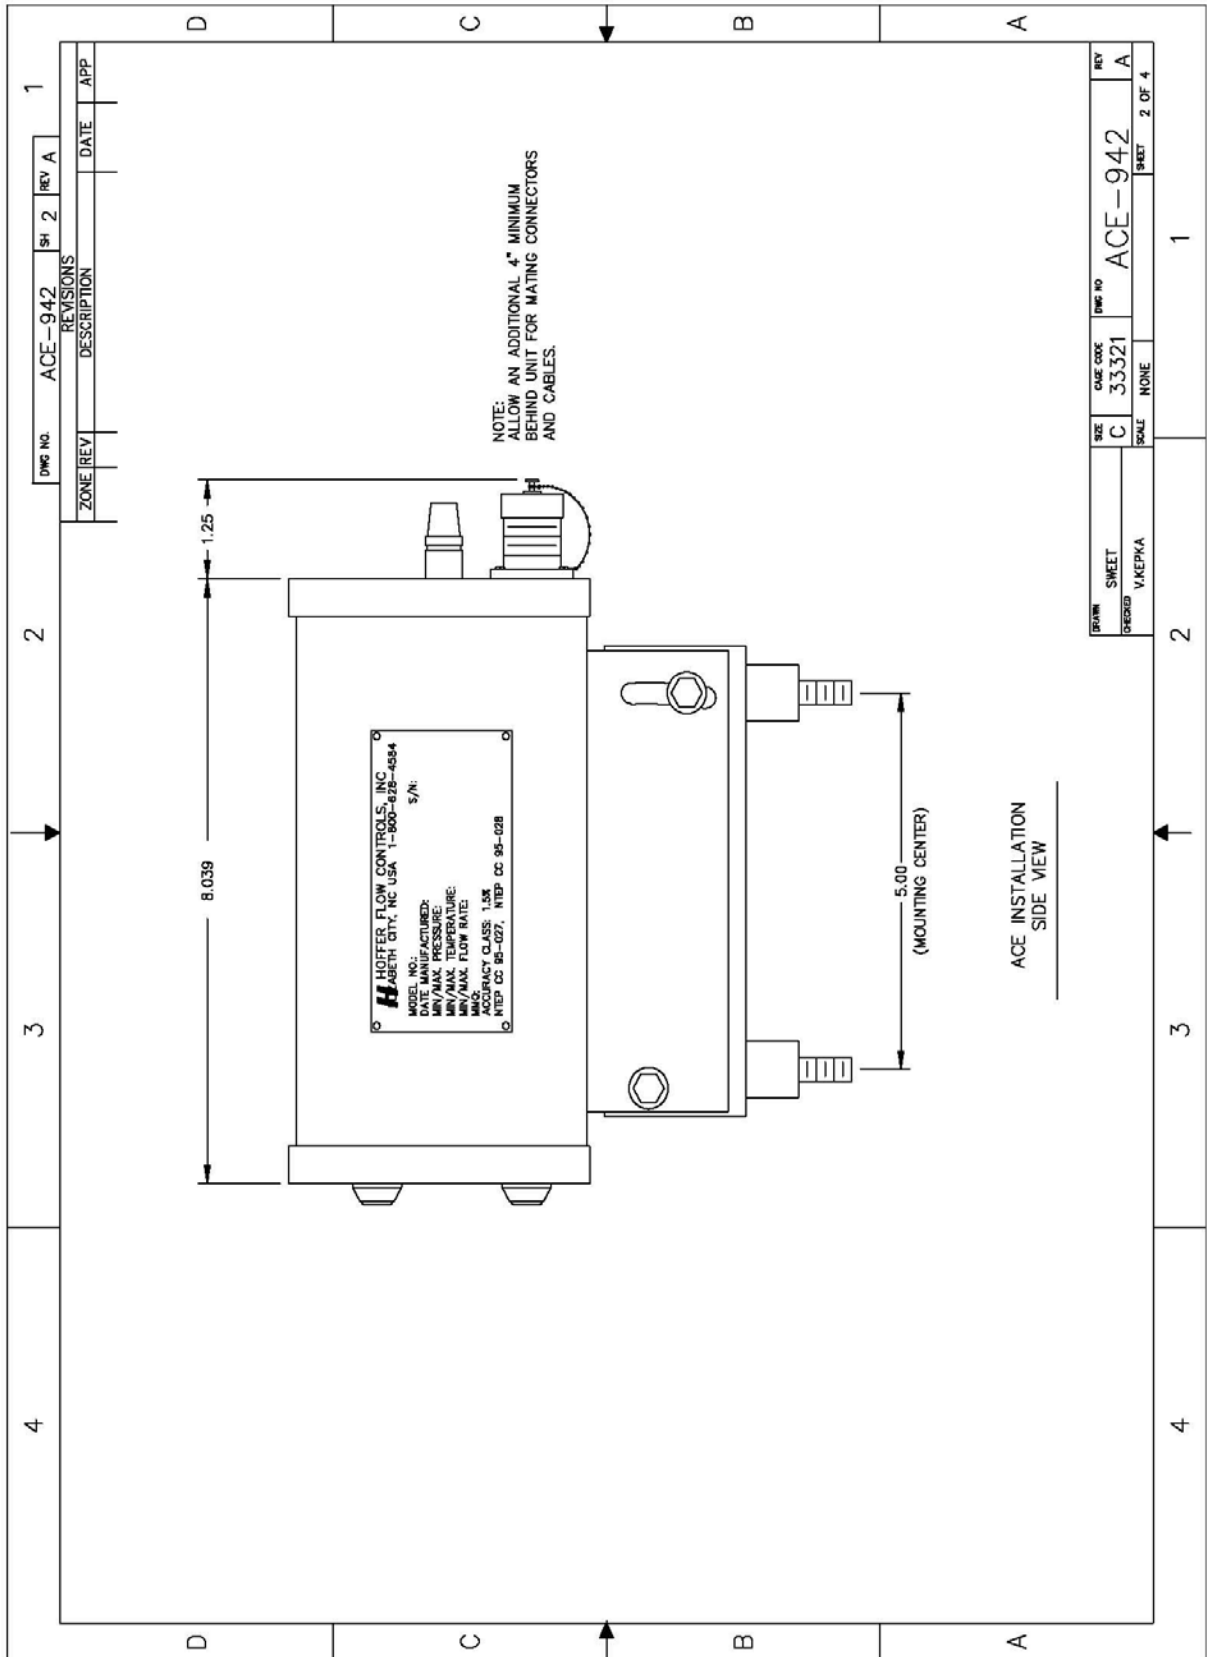 4
3
2
1
DWG NO. ACE-942 SH 2 REV A
REVISIONS
ZONE REV DESCRIPTION DATE APP
D
D
C
C
B
B
A
A
8.039
1.25
HOFFER FLOW CONTROLS, INC
ABETH CITY, NC USA 1-800-628-4584
MODEL NO.: S/N:
DATE MANUFACTURED:
MIN/MAX. PRESSURE:
MIN/MAX. TEMPERATURE:
MIN/MAX. FLOW RATE:
MMQ:
ACCURACY CLASS: 1.5%
NTEP CC 95-027, NTEP CC 95-028
NOTE:
ALLOW AN ADDITIONAL 4" MINIMUM
BEHIND UNIT FOR MATING CONNECTORS
AND CABLES.
5.00
(MOUNTING CENTER)
ACE INSTALLATION
SIDE VIEW
DRAWN SWEET
CHECKED V.KEPKA
SIZE C
CAGE CODE 33321
DWG NO ACE-942
REV A
SCALE NONE
SHEET 2 OF 4
4
3
2
1